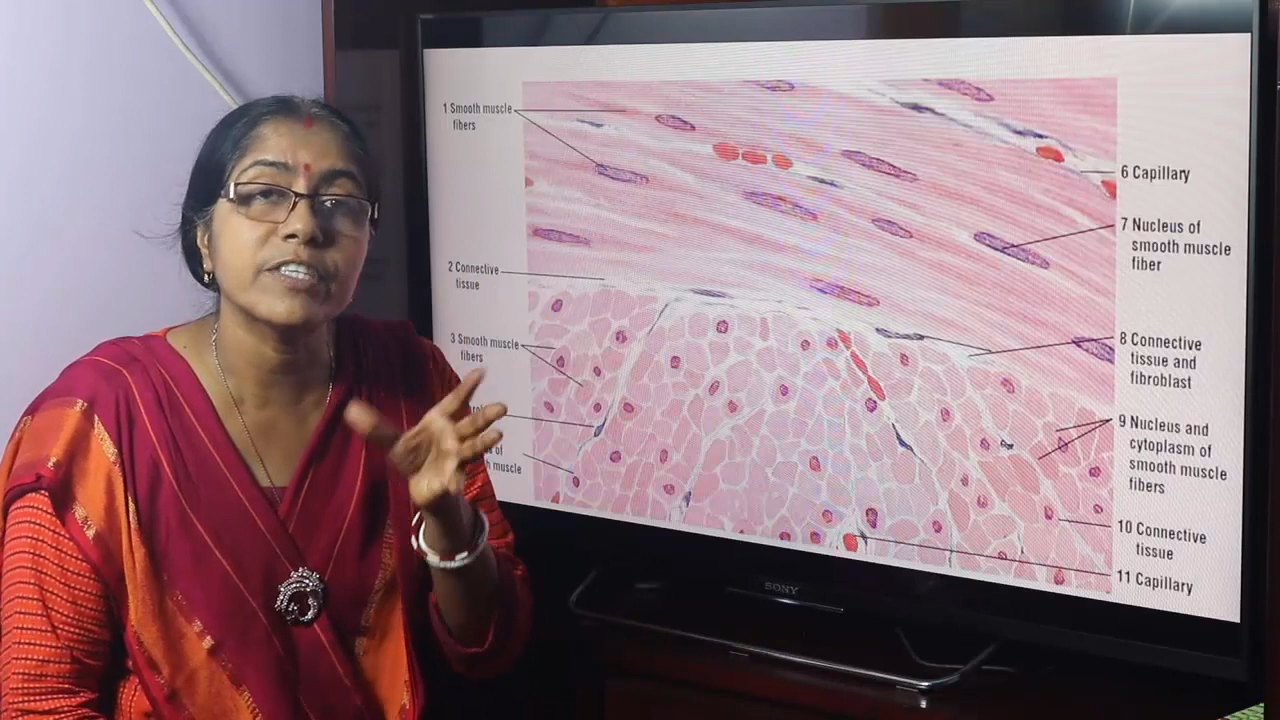 1 Smooth muscle
fibers
2 Connective
tissue
3 Smooth muscle
fibers
of
muscle
6 Capillary
7 Nucleus of
smooth muscle
fiber
8 Connective
tissue and
fibroblast
9 Nucleus and
cytoplasm of
smooth muscle
fibers
10 Connective
tissue
11 Capillary
SONY